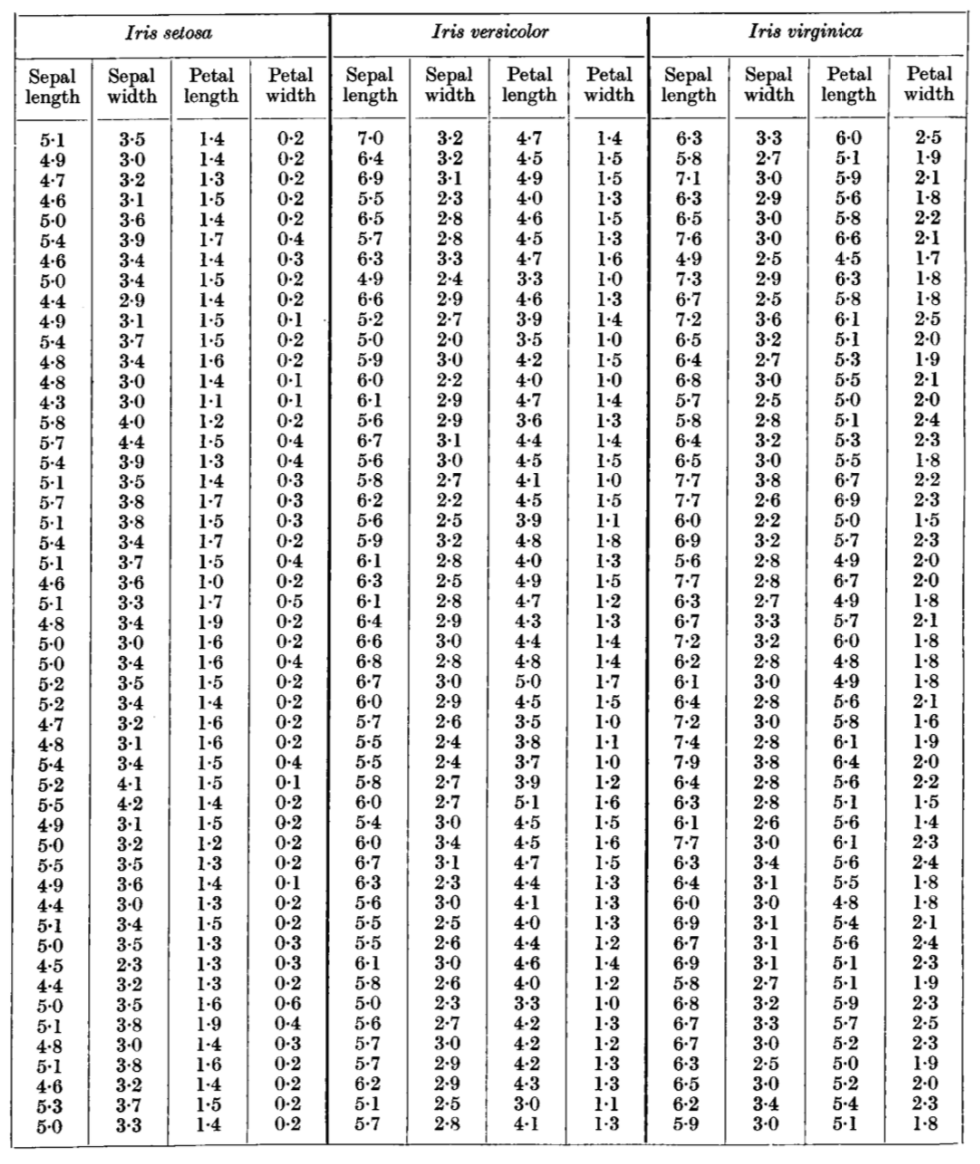 Iris setosa Iris versicolor Iris virginica
Sepal length Sepal width Petal length Petal width Sepal length Sepal width Petal length Petal width Sepal length Sepal width Petal length Petal width
5·1 3·5 1·4 0·2 7·0 3·2 4·7 1·4 6·3 3·3 6·0 2·5
4·9 3·0 1·4 0·2 6·4 3·2 4·5 1·5 5·8 2·7 5·1 1·9
4·7 3·2 1·3 0·2 6·9 3·1 4·9 1·5 7·1 3·0 5·9 2·1
4·6 3·1 1·5 0·2 5·5 2·3 4·0 1·3 6·3 2·9 5·6 1·8
5·0 3·6 1·4 0·2 6·5 2·8 4·6 1·5 6·5 3·0 5·8 2·2
5·4 3·9 1·7 0·4 5·7 2·8 4·5 1·3 7·6 3·0 6·6 2·1
4·6 3·4 1·4 0·3 6·3 3·3 4·7 1·6 4·9 2·5 4·5 1·7
5·0 3·4 1·5 0·2 4·9 2·4 3·3 1·0 7·3 2·9 6·3 1·8
4·4 2·9 1·4 0·2 6·6 2·9 4·6 1·3 6·7 2·5 5·8 1·8
4·9 3·1 1·5 0·1 5·2 2·7 3·9 1·4 7·2 3·6 6·1 2·5
5·4 3·7 1·5 0·2 5·0 2·0 3·5 1·0 6·5 3·2 5·1 2·0
4·8 3·4 1·6 0·2 5·9 3·0 4·2 1·5 6·4 2·7 5·3 1·9
4·8 3·0 1·4 0·1 6·0 2·2 4·0 1·0 6·8 3·0 5·5 2·1
4·3 3·0 1·1 0·1 6·1 2·9 4·7 1·4 5·7 2·5 5·0 2·0
5·8 4·0 1·2 0·2 5·6 2·9 3·6 1·3 5·8 2·8 5·1 2·4
5·7 4·4 1·5 0·4 6·7 3·1 4·4 1·4 6·4 3·2 5·3 2·3
5·4 3·9 1·3 0·4 5·6 3·0 4·5 1·5 6·5 3·0 5·5 1·8
5·1 3·5 1·4 0·3 5·8 2·7 4·1 1·0 7·7 3·8 6·7 2·2
5·7 3·8 1·7 0·3 6·2 2·2 4·5 1·5 7·7 2·6 6·9 2·3
5·1 3·8 1·5 0·3 5·6 2·5 3·9 1·1 6·0 2·2 5·0 1·5
5·4 3·4 1·7 0·2 5·9 3·2 4·8 1·8 6·9 3·2 5·7 2·3
5·1 3·7 1·5 0·4 6·1 2·8 4·0 1·3 5·6 2·8 4·9 2·0
4·6 3·6 1·0 0·2 6·3 2·5 4·9 1·5 7·7 2·8 6·7 2·0
5·1 3·3 1·7 0·5 6·1 2·8 4·7 1·2 6·3 2·7 4·9 1·8
4·8 3·4 1·9 0·2 6·4 2·9 4·3 1·3 6·7 3·3 5·7 2·1
5·0 3·0 1·6 0·2 6·6 3·0 4·4 1·4 7·2 3·2 6·0 1·8
5·0 3·4 1·6 0·4 6·8 2·8 4·8 1·4 6·2 2·8 4·8 1·8
5·2 3·5 1·5 0·2 6·7 3·0 5·0 1·7 6·1 3·0 4·9 1·8
5·2 3·4 1·4 0·2 6·0 2·9 4·5 1·5 6·4 2·8 5·6 2·1
4·7 3·2 1·6 0·2 5·7 2·6 3·5 1·0 7·2 3·0 5·8 1·6
4·8 3·1 1·6 0·2 5·5 2·4 3·8 1·1 7·4 2·8 6·1 1·9
5·4 3·4 1·5 0·4 5·5 2·4 3·7 1·0 7·9 3·8 6·4 2·0
5·2 4·1 1·5 0·1 5·8 2·7 3·9 1·2 6·4 2·8 5·6 2·2
5·5 4·2 1·4 0·2 6·0 2·7 5·1 1·6 6·3 2·8 5·1 1·5
4·9 3·1 1·5 0·2 5·4 3·0 4·5 1·5 6·1 2·6 5·6 1·4
5·0 3·2 1·2 0·2 6·0 3·4 4·5 1·6 7·7 3·0 6·1 2·3
5·5 3·5 1·3 0·2 6·7 3·1 4·7 1·5 6·3 3·4 5·6 2·4
4·9 3·6 1·4 0·1 6·3 2·3 4·4 1·3 6·4 3·1 5·5 1·8
4·4 3·0 1·3 0·2 5·6 3·0 4·1 1·3 6·0 3·0 4·8 1·8
5·1 3·4 1·5 0·2 5·5 2·5 4·0 1·3 6·9 3·1 5·4 2·1
5·0 3·5 1·3 0·3 5·5 2·6 4·4 1·2 6·7 3·1 5·6 2·4
4·5 2·3 1·3 0·3 6·1 3·0 4·6 1·4 6·9 3·1 5·1 2·3
4·4 3·2 1·3 0·2 5·8 2·6 4·0 1·2 5·8 2·7 5·1 1·9
5·0 3·5 1·6 0·6 5·0 2·3 3·3 1·0 6·8 3·2 5·9 2·3
5·1 3·8 1·9 0·4 5·6 2·7 4·2 1·3 6·7 3·3 5·7 2·5
4·8 3·0 1·4 0·3 5·7 3·0 4·2 1·2 6·7 3·0 5·2 2·3
5·1 3·8 1·6 0·2 5·7 2·9 4·2 1·3 6·3 2·5 5·0 1·9
4·6 3·2 1·4 0·2 6·2 2·9 4·3 1·3 6·5 3·0 5·2 2·0
5·3 3·7 1·5 0·2 5·1 2·5 3·0 1·1 6·2 3·4 5·4 2·3
5·0 3·3 1·4 0·2 5·7 2·8 4·1 1·3 5·9 3·0 5·1 1·8